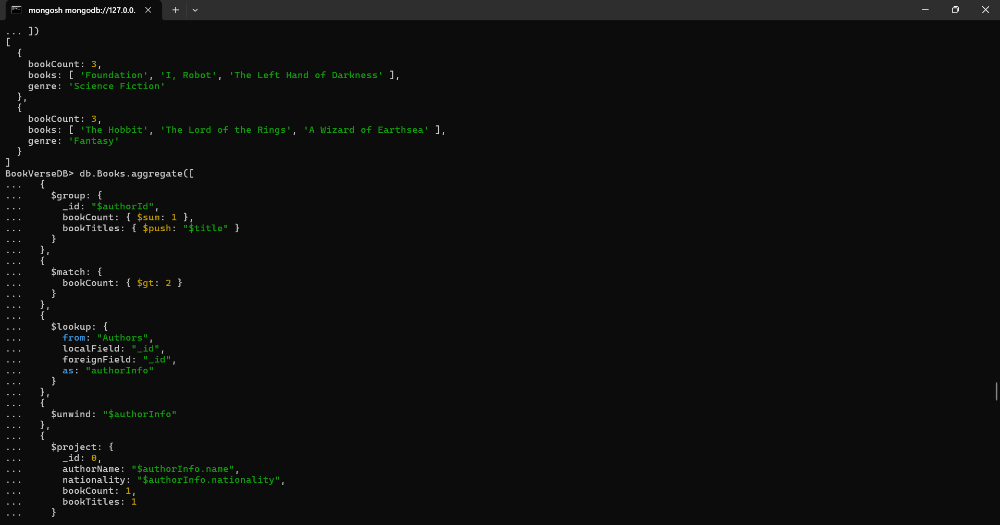 mongosh mongodb://127.0.0.
... ])
[
  {
    bookCount: 3,
    books: [ 'Foundation', 'I, Robot', 'The Left Hand of Darkness' ],
    genre: 'Science Fiction'
  },
  {
    bookCount: 3,
    books: [ 'The Hobbit', 'The Lord of the Rings', 'A Wizard of Earthsea' ],
    genre: 'Fantasy'
  }
]
BookVerseDB> db.Books.aggregate([
...   {
...     $group: {
...       _id: "$authorId",
...       bookCount: { $sum: 1 },
...       bookTitles: { $push: "$title" }
...     }
...   },
...   {
...     $match: {
...       bookCount: { $gt: 2 }
...     }
...   },
...   {
...     $lookup: {
...       from: "Authors",
...       localField: "_id",
...       foreignField: "_id",
...       as: "authorInfo"
...     }
...   },
...   {
...     $unwind: "$authorInfo"
...   },
...   {
...     $project: {
...       _id: 0,
...       authorName: "$authorInfo.name",
...       nationality: "$authorInfo.nationality",
...       bookCount: 1,
...       bookTitles: 1
...     }